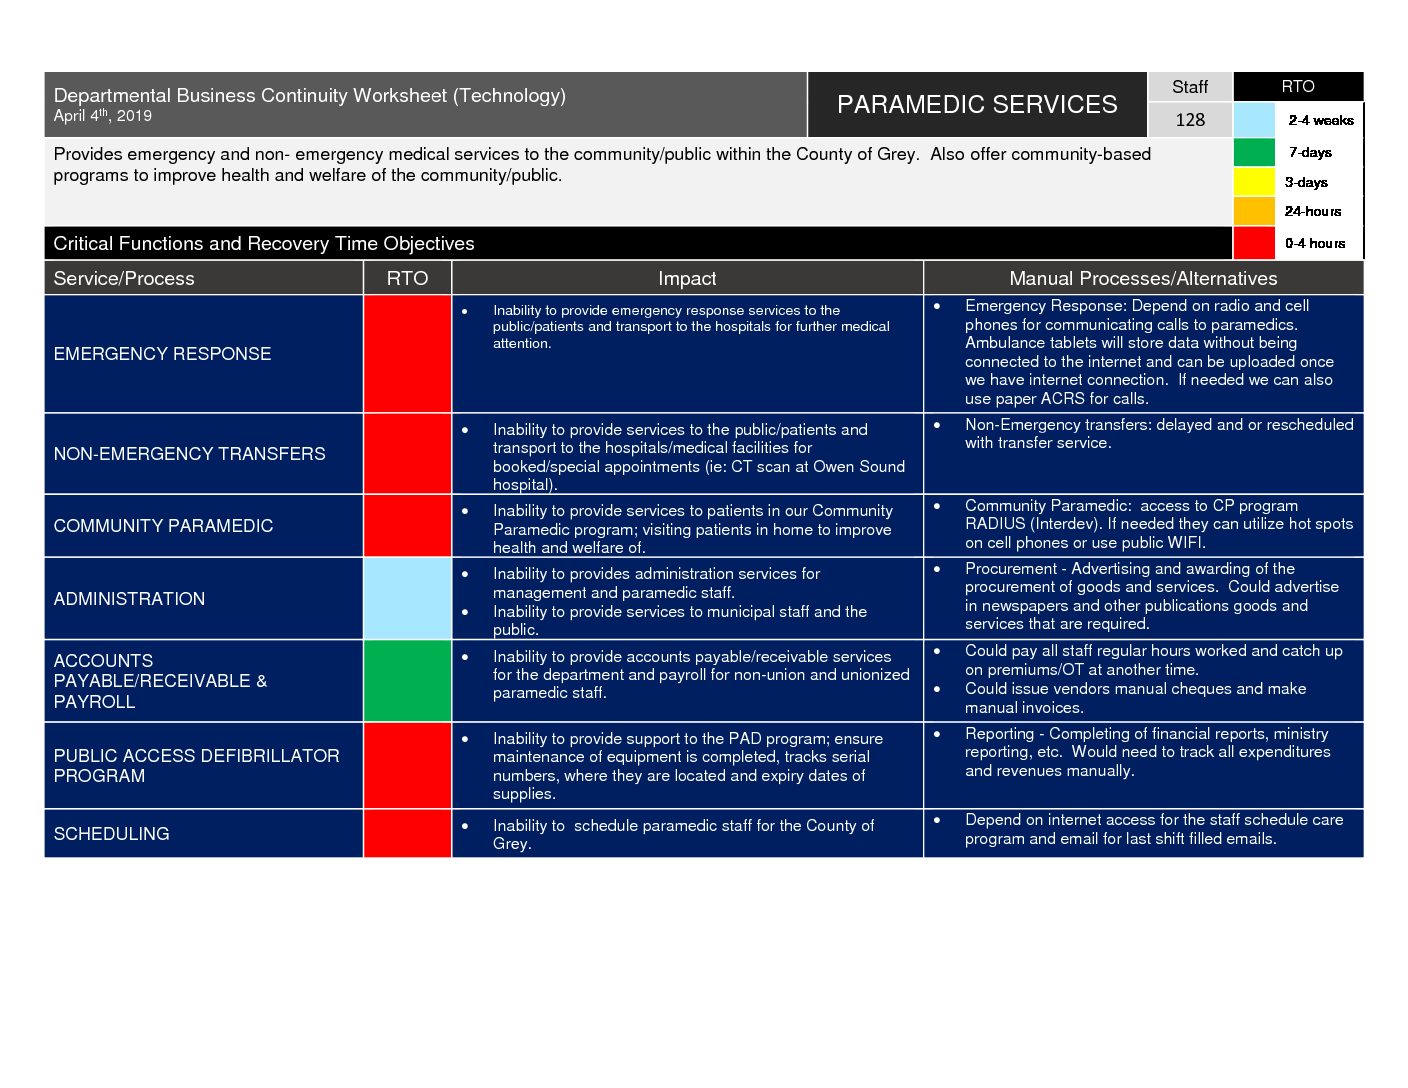 Departmental Business Continuity Worksheet (Technology)
April 4th, 2019
PARAMEDIC SERVICES
Staff
128
RTO
2-4 weeks
7-days
3-days
24-hours
0-4 hours
Provides emergency and non- emergency medical services to the community/public within the County of Grey.  Also offer community-based
programs to improve health and welfare of the community/public.
Critical Functions and Recovery Time Objectives
Service/Process
RTO
Impact
Manual Processes/Alternatives
EMERGENCY RESPONSE
• Inability to provide emergency response services to the
public/patients and transport to the hospitals for further medical
attention.
• Emergency Response: Depend on radio and cell
phones for communicating calls to paramedics.
Ambulance tablets will store data without being
connected to the internet and can be uploaded once
we have internet connection.  If needed we can also
use paper ACRS for calls.
NON-EMERGENCY TRANSFERS
• Inability to provide services to the public/patients and
transport to the hospitals/medical facilities for
booked/special appointments (ie: CT scan at Owen Sound
hospital).
• Non-Emergency transfers: delayed and or rescheduled
with transfer service.
COMMUNITY PARAMEDIC
• Inability to provide services to patients in our Community
Paramedic program; visiting patients in home to improve
health and welfare of.
• Community Paramedic:  access to CP program
RADIUS (Interdev). If needed they can utilize hot spots
on cell phones or use public WIFI.
ADMINISTRATION
• Inability to provides administration services for
management and paramedic staff.
• Inability to provide services to municipal staff and the
public.
• Procurement - Advertising and awarding of the
procurement of goods and services.  Could advertise
in newspapers and other publications goods and
services that are required.
ACCOUNTS
PAYABLE/RECEIVABLE &
PAYROLL
• Inability to provide accounts payable/receivable services
for the department and payroll for non-union and unionized
paramedic staff.
• Could pay all staff regular hours worked and catch up
on premiums/OT at another time.
• Could issue vendors manual cheques and make
manual invoices.
PUBLIC ACCESS DEFIBRILLATOR
PROGRAM
• Inability to provide support to the PAD program; ensure
maintenance of equipment is completed, tracks serial
numbers, where they are located and expiry dates of
supplies.
• Reporting - Completing of financial reports, ministry
reporting, etc.  Would need to track all expenditures
and revenues manually.
SCHEDULING
• Inability to  schedule paramedic staff for the County of
Grey.
• Depend on internet access for the staff schedule care
program and email for last shift filled emails.